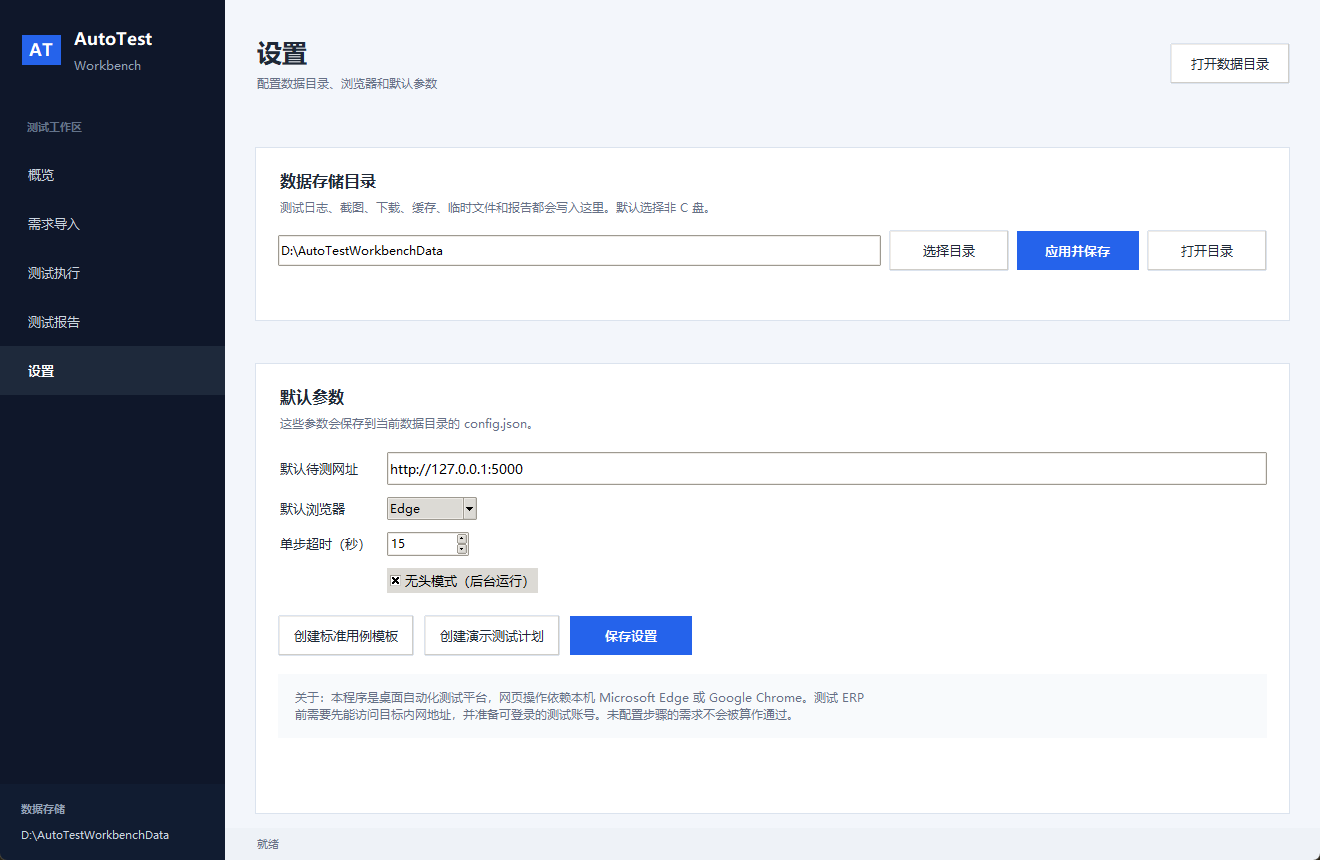 AT
AutoTest
Workbench
测试工作区
概览
需求导入
测试执行
测试报告
设置
数据存储
D:\AutoTestWorkbenchData
设置
配置数据目录、浏览器和默认参数
打开数据目录
数据存储目录
测试日志、截图、下载、缓存、临时文件和报告都会写入这里。默认选择非 C 盘。
D:\AutoTestWorkbenchData
选择目录
应用并保存
打开目录
默认参数
这些参数会保存到当前数据目录的 config.json。
默认待测网址
http://127.0.0.1:5000
默认浏览器
Edge
单步超时（秒）
15
无头模式（后台运行）
创建标准用例模板
创建演示测试计划
保存设置
关于：本程序是桌面自动化测试平台，网页操作依赖本机 Microsoft Edge 或 Google Chrome。测试 ERP
前需要先能访问目标内网地址，并准备可登录的测试账号。未配置步骤的需求不会被算作通过。
就绪